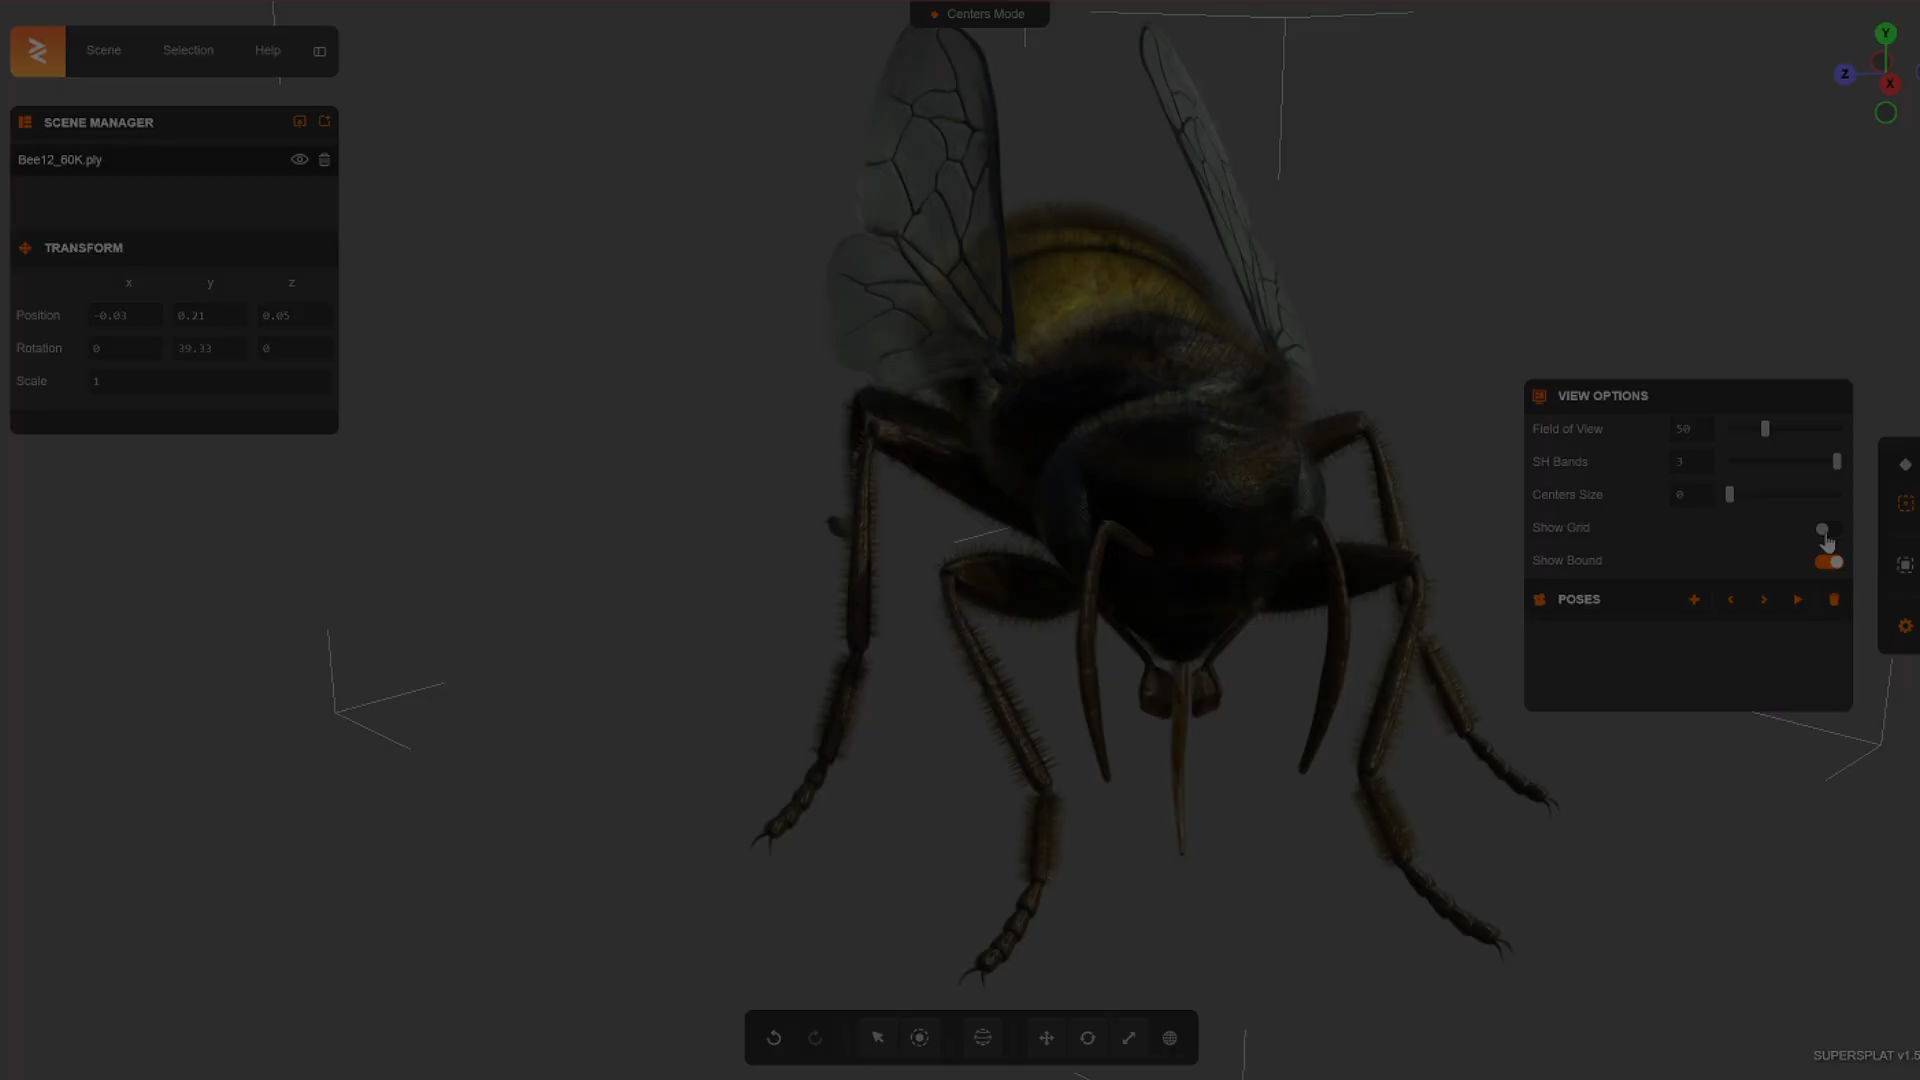 Centers Mode
Scene Selection Help
Y
Z
X
SCENE MANAGER
Bee12_60K.ply
TRANSFORM
x y z
Position -0.03 0.21 0.05
Rotation 0 39.33 0
Scale 1
VIEW OPTIONS
Field of View 50
SH Bands 3
Centers Size 0
Show Grid
Show Bound
POSES
SUPERSPLAT v1.5